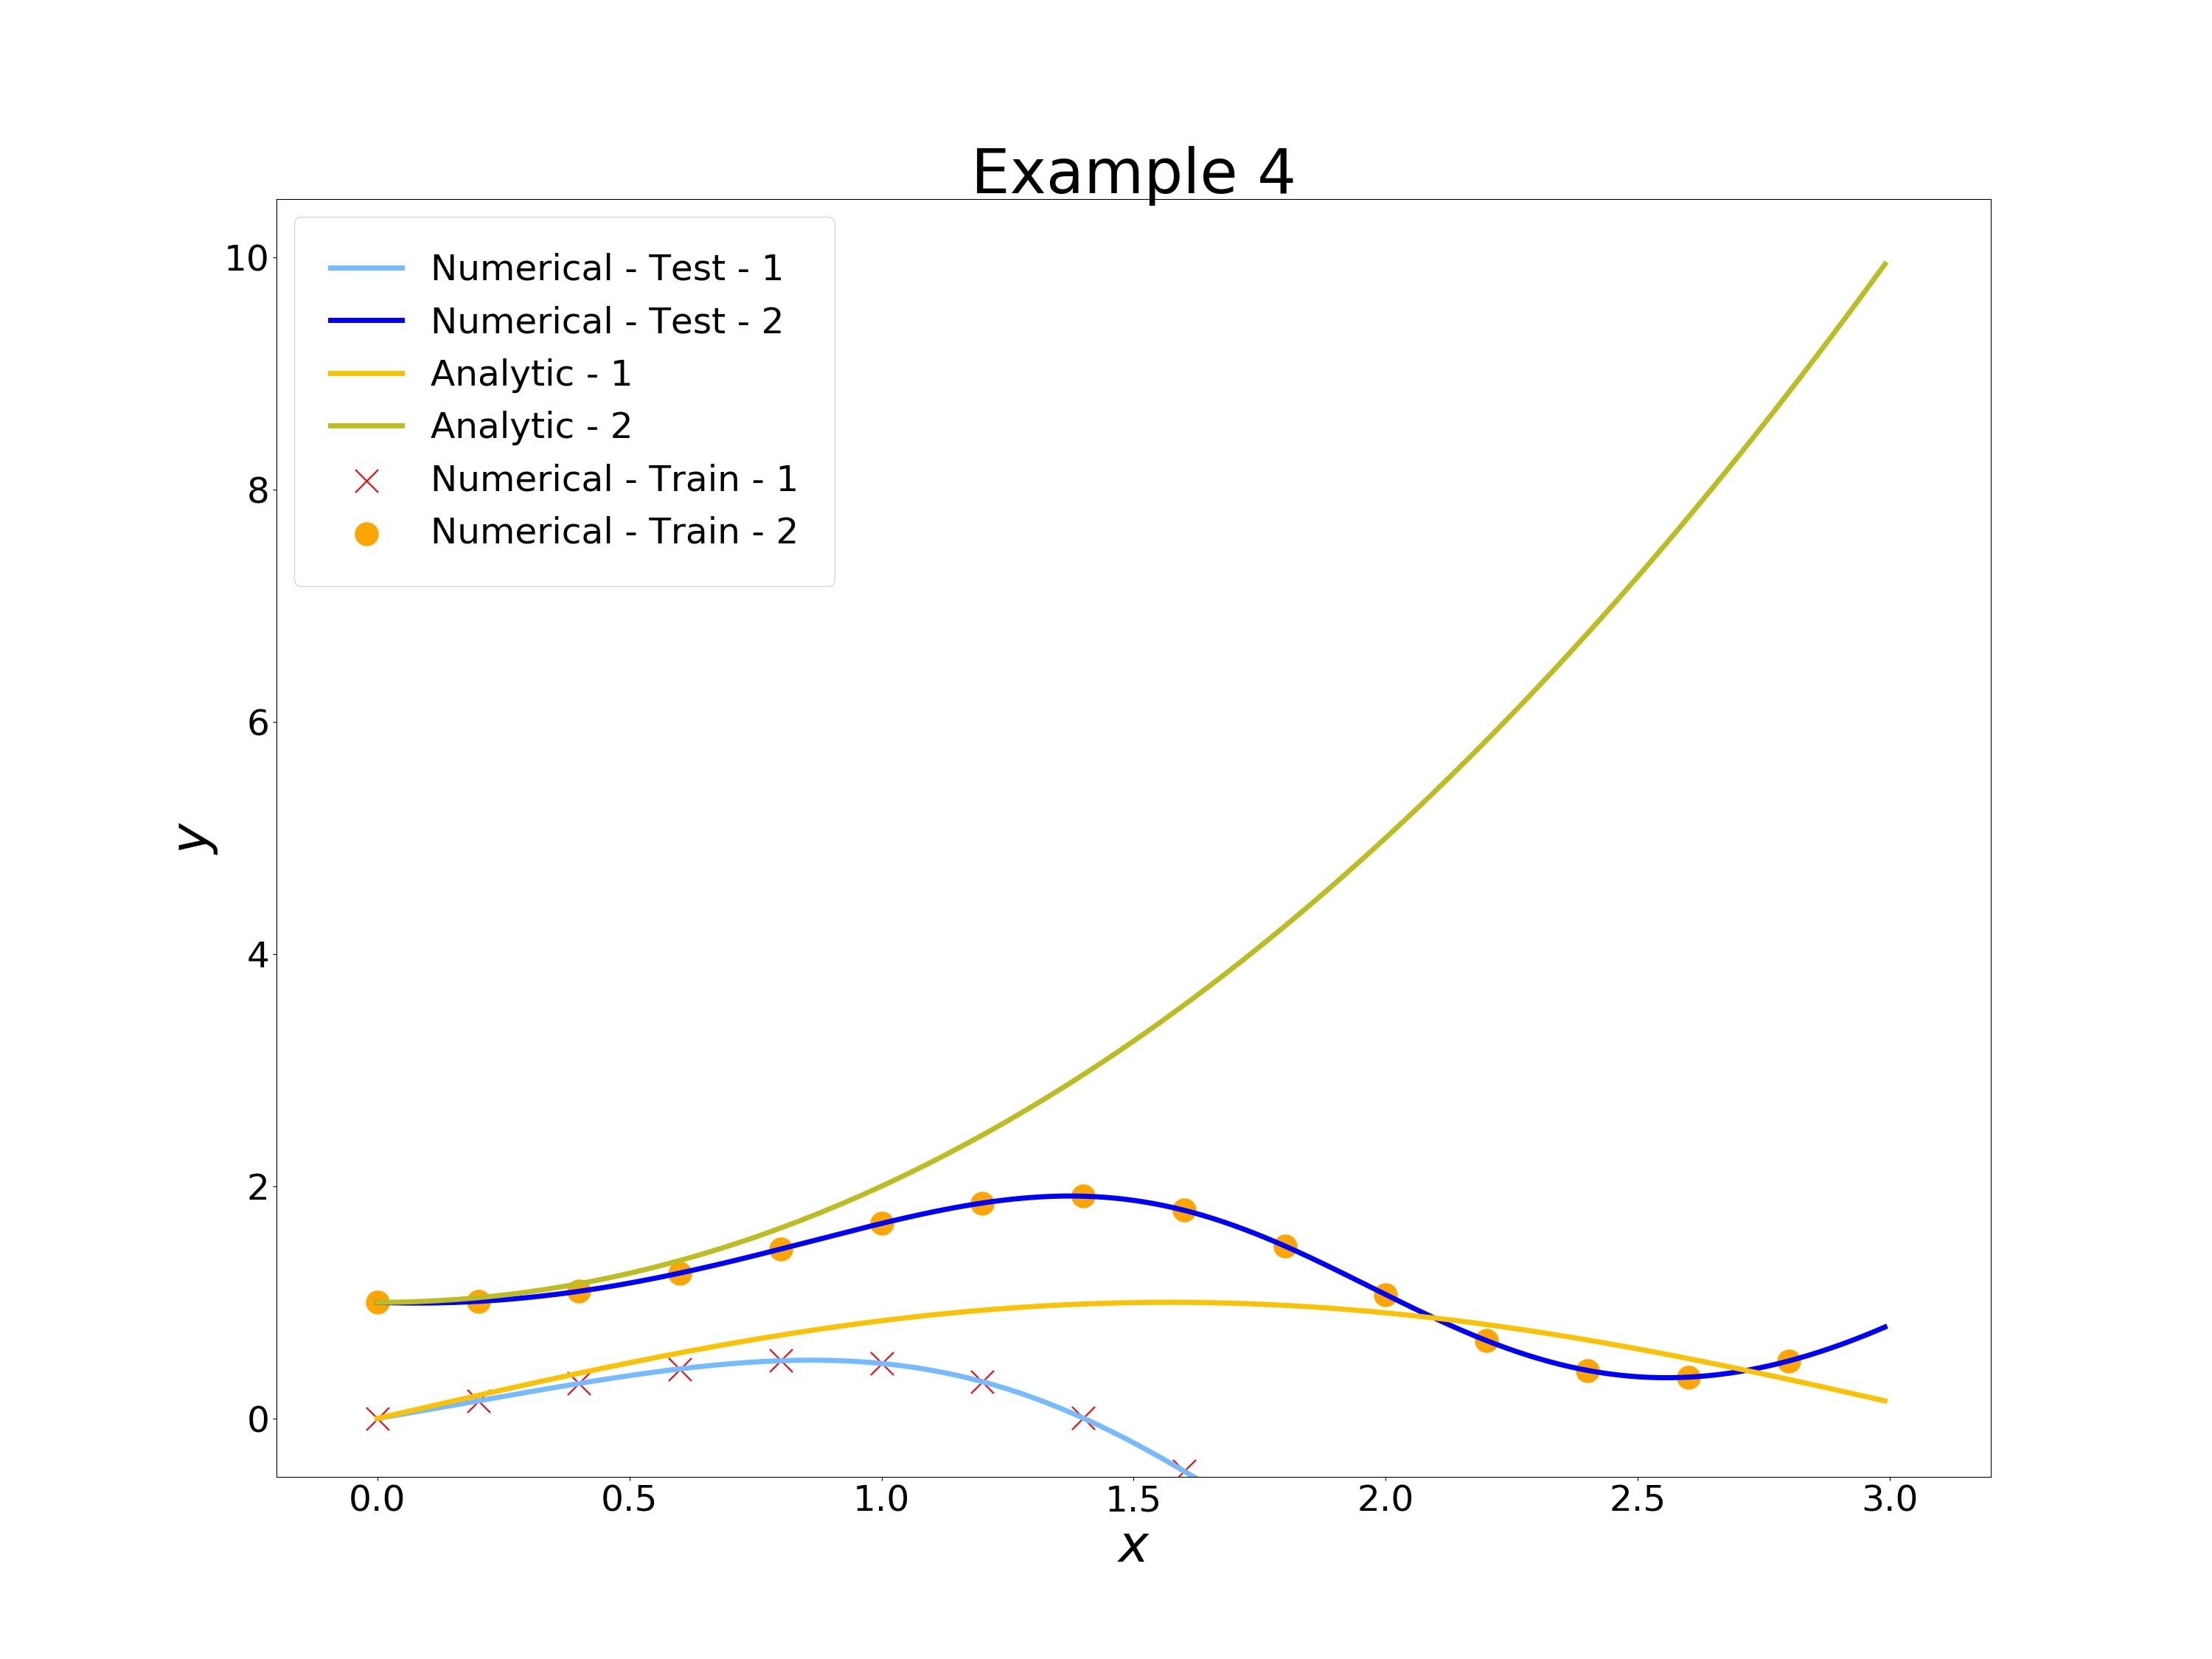 Example 4
Numerical - Test - 1
Numerical - Test - 2
Analytic - 1
Analytic - 2
Numerical - Train - 1
Numerical - Train - 2
10
8
6
4
2
0
y
0.0 0.5 1.0 1.5 2.0 2.5 3.0
x